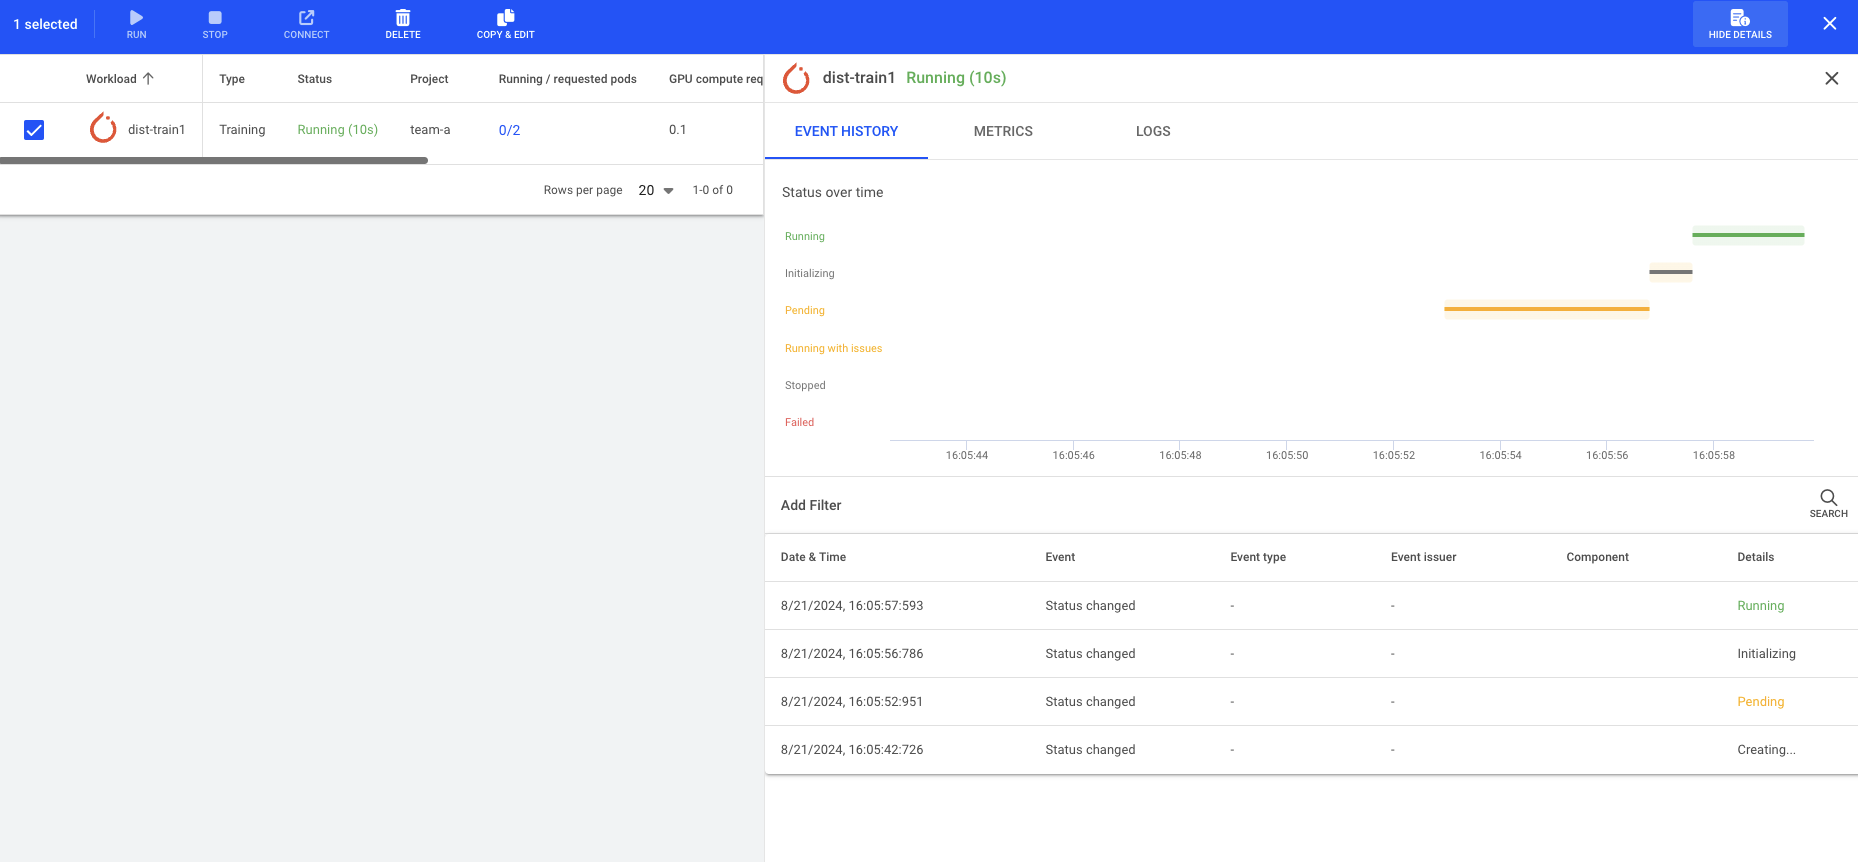 1 selected
RUN
STOP
CONNECT
DELETE
COPY & EDIT
HIDE DETAILS
Workload
Type
Status
Project
Running / requested pods
GPU compute req
dist-train1
Training
Running (10s)
team-a
0/2
0.1
Rows per page
20
1-0 of 0
dist-train1 Running (10s)
EVENT HISTORY
METRICS
LOGS
Status over time
Running
Initializing
Pending
Running with issues
Stopped
Failed
16:05:44
16:05:46
16:05:48
16:05:50
16:05:52
16:05:54
16:05:56
16:05:58
Add Filter
SEARCH
Date & Time Event Event type Event issuer Component Details
8/21/2024, 16:05:57:593 Status changed - - Running
8/21/2024, 16:05:56:786 Status changed - - Initializing
8/21/2024, 16:05:52:951 Status changed - - Pending
8/21/2024, 16:05:42:726 Status changed - - Creating...